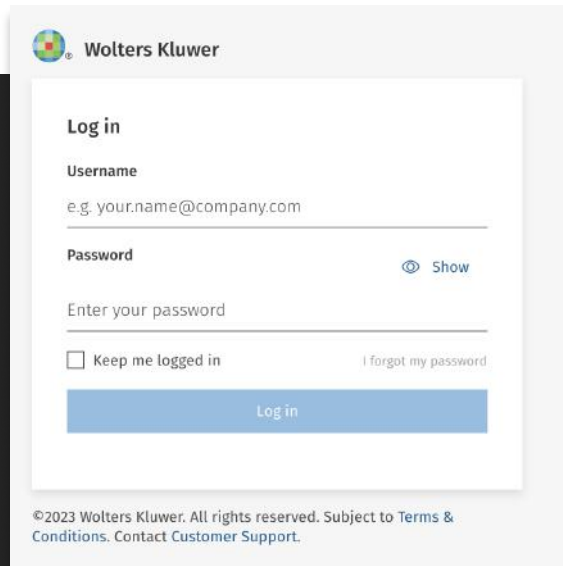 ® Wolters Kluwer
Log in
Username
e.g. your.name@company.com
Password
Show
Enter your password
Keep me logged in
I forgot my password
Log in
©2023 Wolters Kluwer. All rights reserved. Subject to Terms &
Conditions. Contact Customer Support.